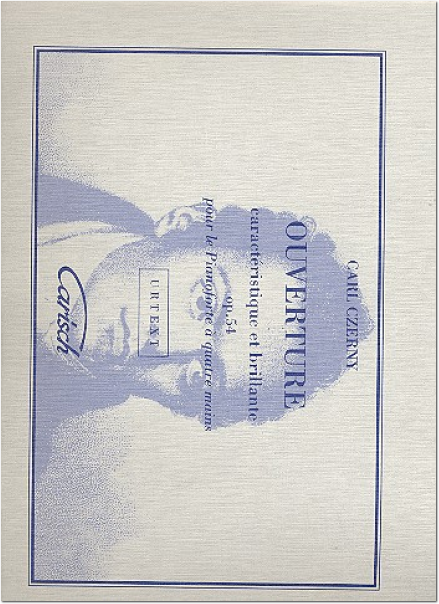 CARL CZERNY
OUVERTURE
caractéristique et brillante
op.54
pour le Pianoforte à quatre mains
URTEXT
Carisch